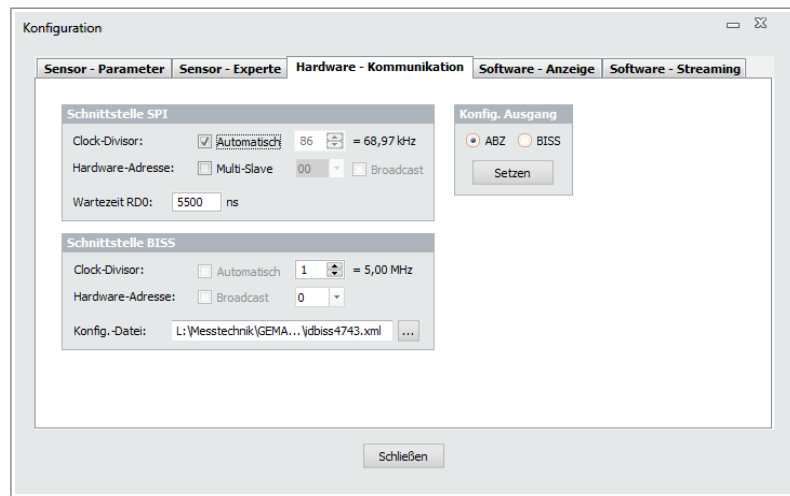 Konfiguration
Sensor - Parameter Sensor - Experte Hardware - Kommunikation Software - Anzeige Software - Streaming
Schnittstelle SPI
Clock-Divisor: Automatisch 86 = 68,97 kHz
Hardware-Adresse: Multi-Slave 00 Broadcast
Wartezeit RD0: 5500 ns
Konfig. Ausgang
ABZ BISS
Setzen
Schnittstelle BISS
Clock-Divisor: Automatisch 1 = 5,00 MHz
Hardware-Adresse: Broadcast 0
Konfig.-Datei: L:\Messtechnik\GEMA...\idbiss4743.xml ...
Schließen